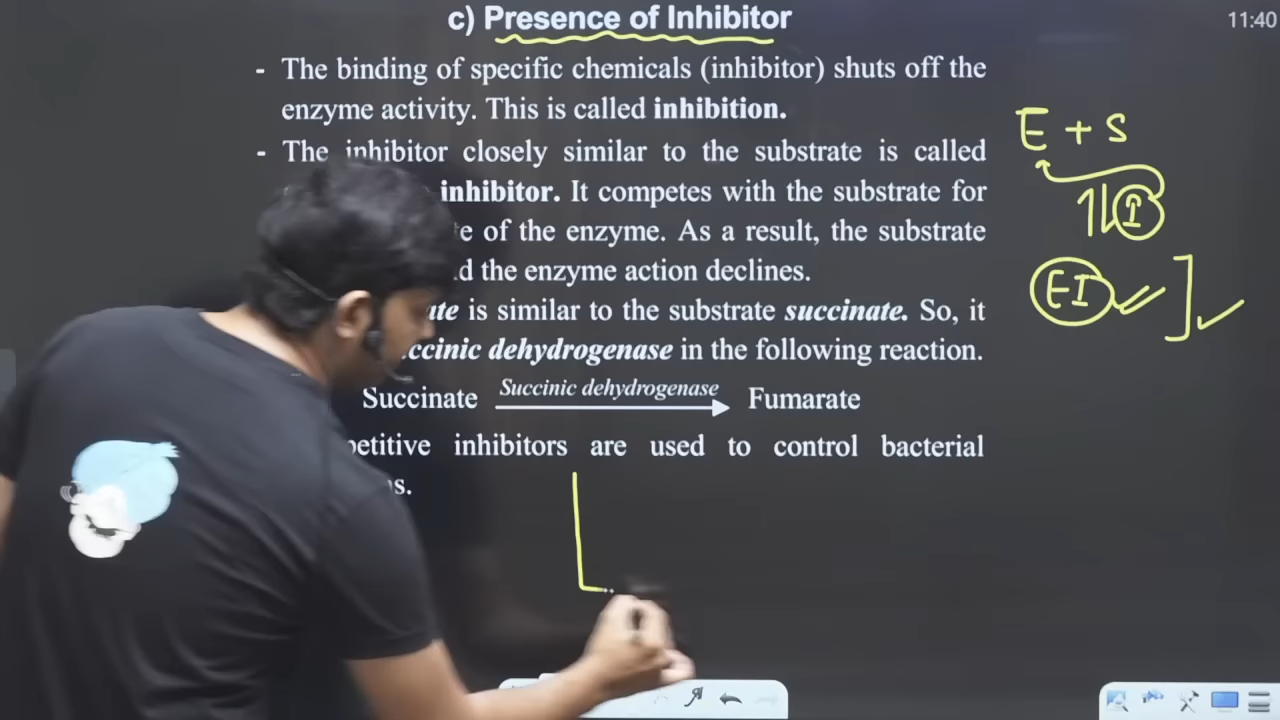 c) Presence of Inhibitor
11:40
- The binding of specific chemicals (inhibitor) shuts off the
enzyme activity. This is called inhibition.
- The inhibitor closely similar to the substrate is called
inhibitor. It competes with the substrate for
of the enzyme. As a result, the substrate
the enzyme action declines.
is similar to the substrate succinate. So, it
dehydrogenase in the following reaction.
Succinic dehydrogenase
Succinate Fumarate
inhibitors are used to control bacterial
E + S
I
EI